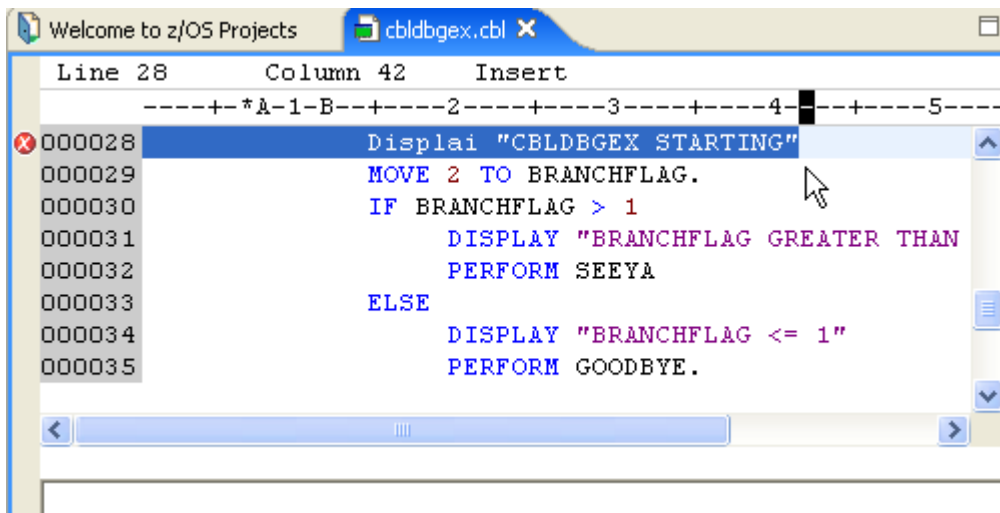 Welcome to z/OS Projects cbldbgex.cbl
Line 28 Column 42 Insert
----+-*A-1-B--+----2----+----3----+----4----+----5----
000028 Displai "CBLDBGEX STARTING"
000029 MOVE 2 TO BRANCHFLAG.
000030 IF BRANCHFLAG > 1
000031 DISPLAY "BRANCHFLAG GREATER THAN
000032 PERFORM SEEYA
000033 ELSE
000034 DISPLAY "BRANCHFLAG <= 1"
000035 PERFORM GOODBYE.